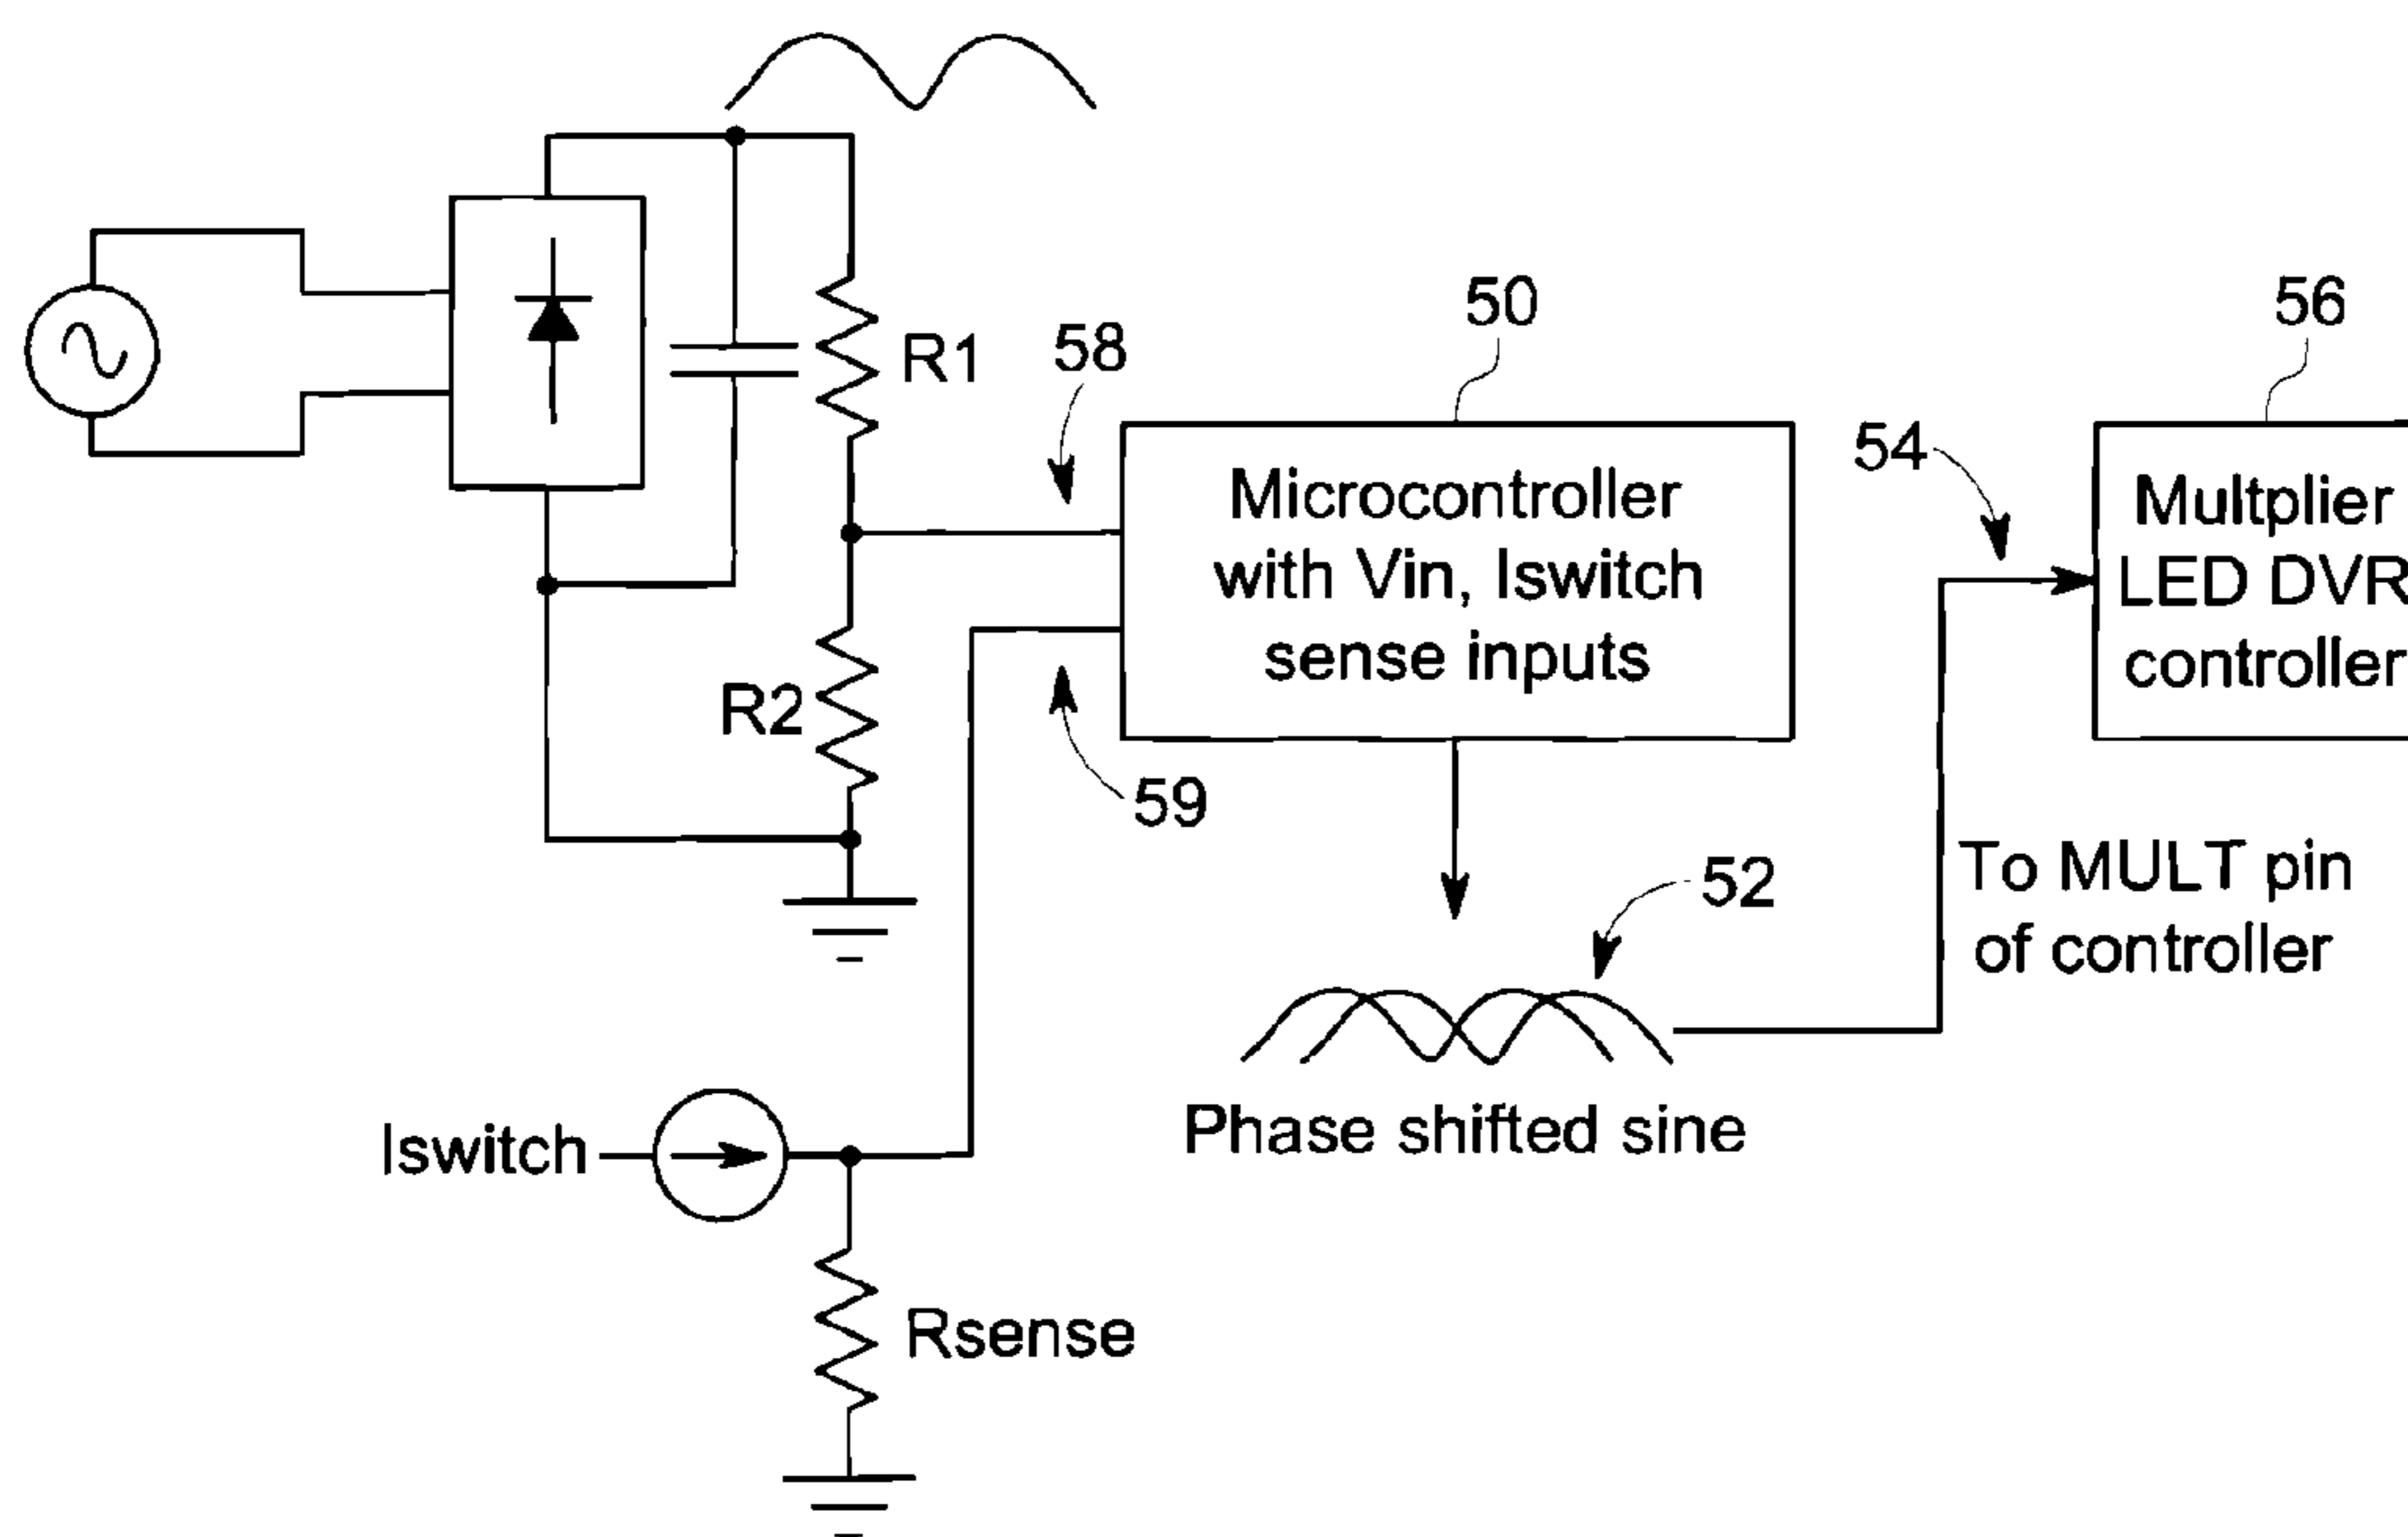 50
56
R1
58
54
Microcontroller
with Vin, Iswitch
sense inputs
Multplier
LED DVR
controller
R2
59
To MULT pin
of controller
52
Phase shifted sine
Iswitch
Rsense